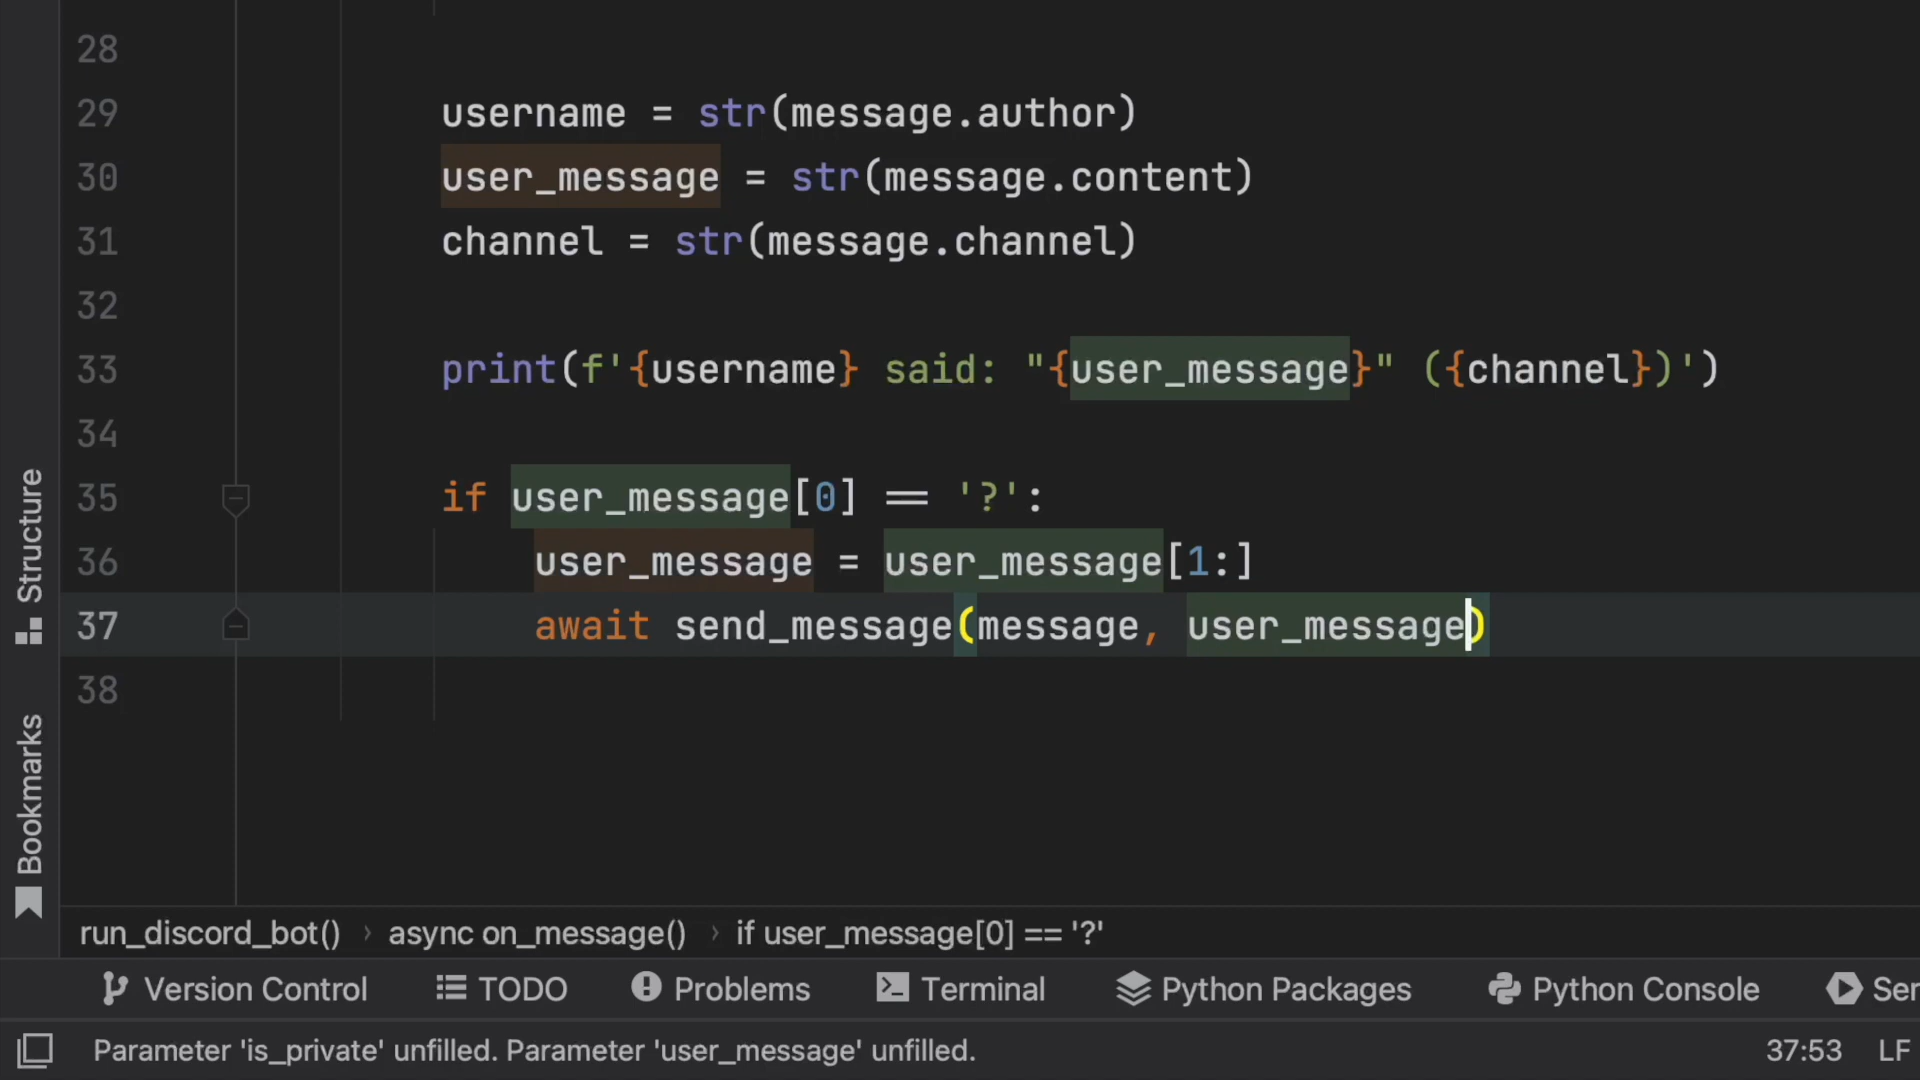 28
29 username = str(message.author)
30 user_message = str(message.content)
31 channel = str(message.channel)
32
33 print(f'{username} said: "{user_message}" ({channel})')
34
35 if user_message[0] == '?':
36 user_message = user_message[1:]
37 await send_message(message, user_message)
38
Structure
Bookmarks
run_discord_bot() › async on_message() › if user_message[0] == '?'
Version Control TODO Problems Terminal Python Packages Python Console Ser
Parameter 'is_private' unfilled. Parameter 'user_message' unfilled. 37:53 LF